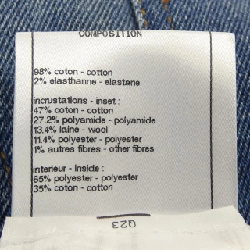 COMPOSITION
98% coton - cotton
2% elasthanne - elastane
incrustations - inset :
47% coton - cotton
27.2% polyamide - polyamide
13.4% laine - wool
11.4% polyester - polyester
1% autres fibres - other fibres
interieur - inside :
65% polyester - polyester
35% coton - cotton
023